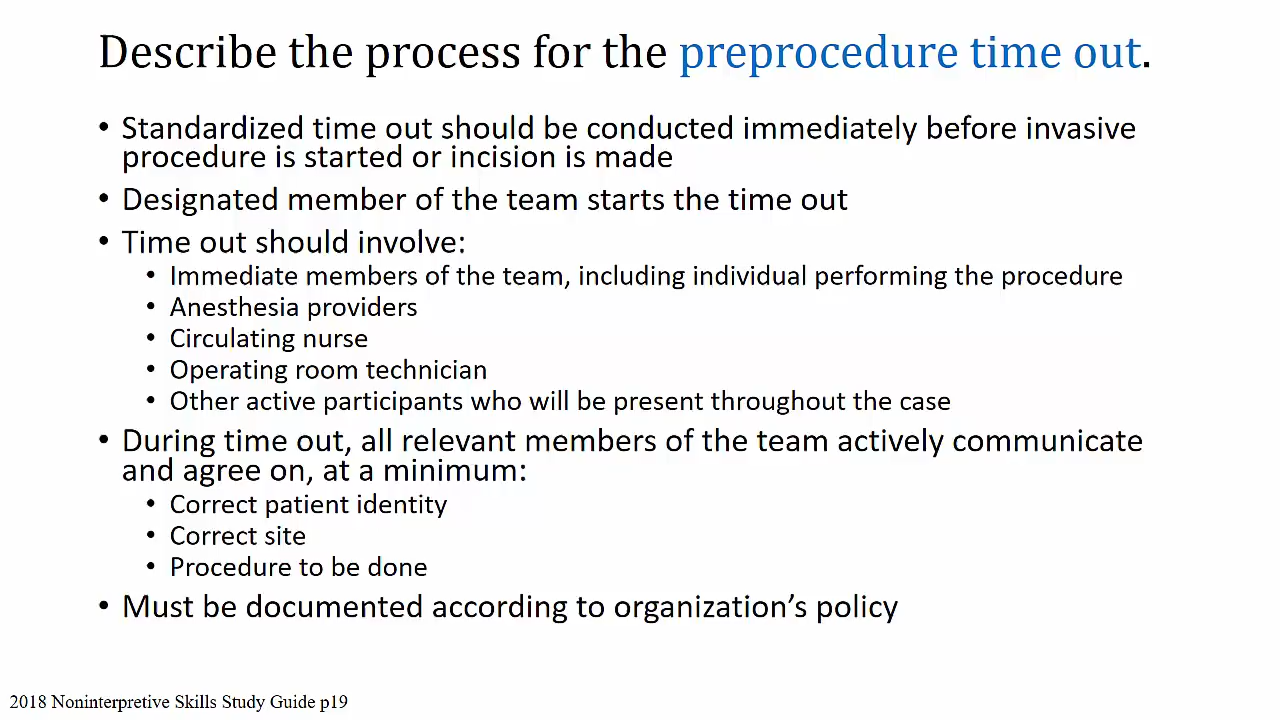 Describe the process for the preprocedure time out.
• Standardized time out should be conducted immediately before invasive
procedure is started or incision is made
• Designated member of the team starts the time out
• Time out should involve:
• Immediate members of the team, including individual performing the procedure
• Anesthesia providers
• Circulating nurse
• Operating room technician
• Other active participants who will be present throughout the case
• During time out, all relevant members of the team actively communicate
and agree on, at a minimum:
• Correct patient identity
• Correct site
• Procedure to be done
• Must be documented according to organization’s policy
2018 Noninterpretive Skills Study Guide p19